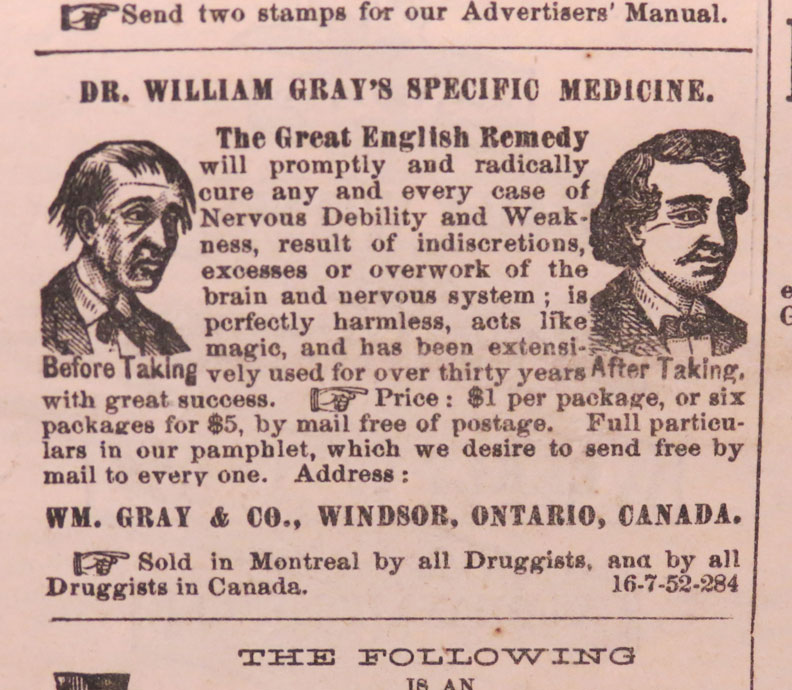 Send two stamps for our Advertisers' Manual.
DR. WILLIAM GRAY'S SPECIFIC MEDICINE.
The Great English Remedy
will promptly and radically
cure any and every case of
Nervous Debility and Weak-
ness, result of indiscretions,
excesses or overwork of the
brain and nervous system ; is
perfectly harmless, acts like
magic, and has been extensi-
Before Taking vely used for over thirty years After Taking.
with great success. Price : $1 per package, or six
packages for $5, by mail free of postage. Full particu-
lars in our pamphlet, which we desire to send free by
mail to every one. Address :
WM. GRAY & CO., WINDSOR, ONTARIO, CANADA.
Sold in Montreal by all Druggists, and by all
Druggists in Canada. 16-7-52-284
THE FOLLOWING
IS AN